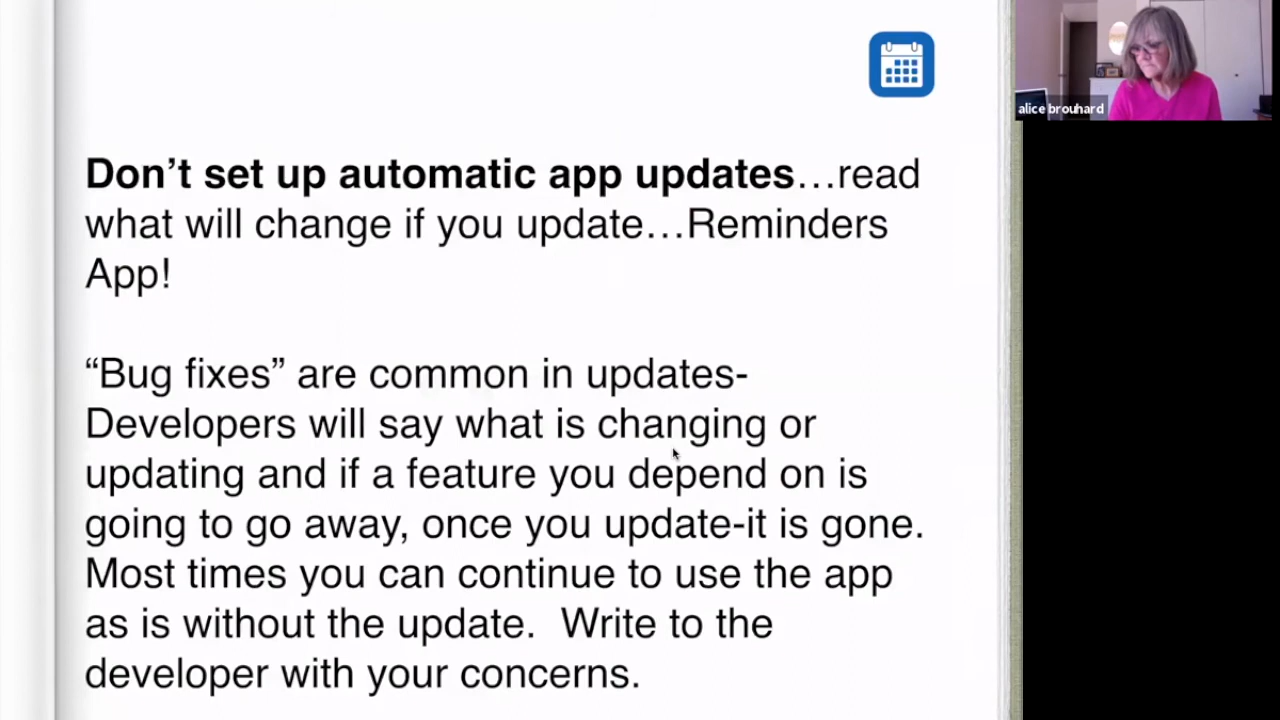 Don’t set up automatic app updates…read
what will change if you update…Reminders
App!
“Bug fixes” are common in updates-
Developers will say what is changing or
updating and if a feature you depend on is
going to go away, once you update-it is gone.
Most times you can continue to use the app
as is without the update.  Write to the
developer with your concerns.
alice brouhard